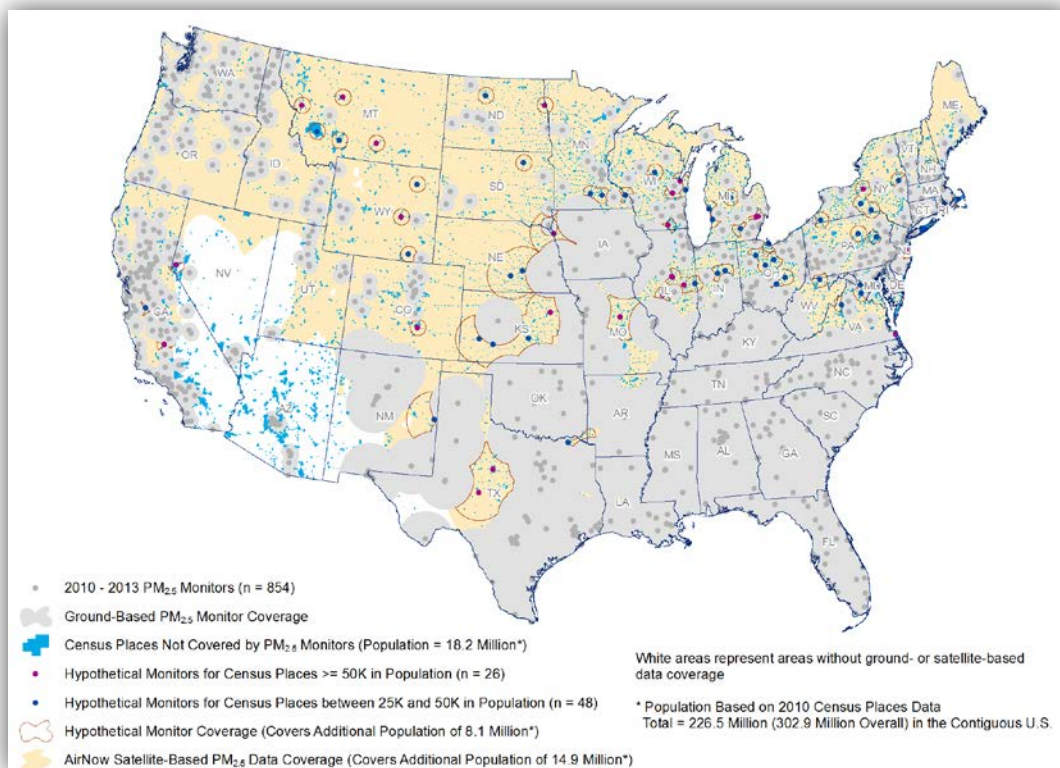 WA
MT
ND
MN
ME
OR
ID
SD
WI
MI
VT
NH
NY
MA
CT
RI
WY
IA
NE
PA
NV
UT
CO
KS
IL
IN
OH
MD
DE
WV
VA
CA
MO
KY
AZ
NM
OK
AR
TN
NC
SC
MS
AL
GA
TX
LA
FL
2010 - 2013 PM2.5 Monitors (n = 854)
Ground-Based PM2.5 Monitor Coverage
Census Places Not Covered by PM2.5 Monitors (Population = 18.2 Million*)
Hypothetical Monitors for Census Places >= 50K in Population (n = 26)
Hypothetical Monitors for Census Places between 25K and 50K in Population (n = 48)
Hypothetical Monitor Coverage (Covers Additional Population of 8.1 Million*)
AirNow Satellite-Based PM2.5 Data Coverage (Covers Additional Population of 14.9 Million*)
White areas represent areas without ground- or satellite-based
data coverage
* Population Based on 2010 Census Places Data
Total = 226.5 Million (302.9 Million Overall) in the Contiguous U.S.